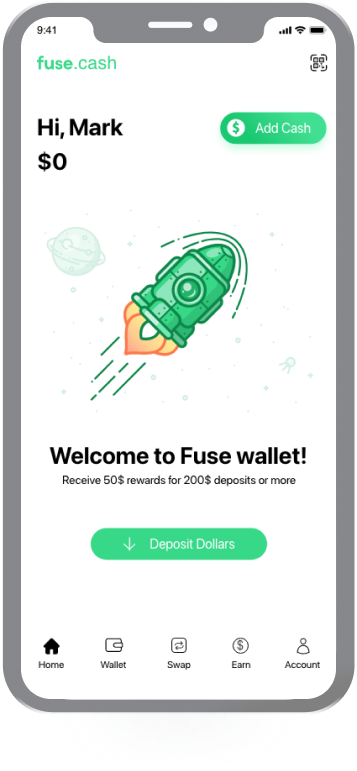 9:41
fuse.cash
Hi, Mark
$ Add Cash
$0
Welcome to Fuse wallet!
Receive 50$ rewards for 200$ deposits or more
Deposit Dollars
Home Wallet Swap Earn Account